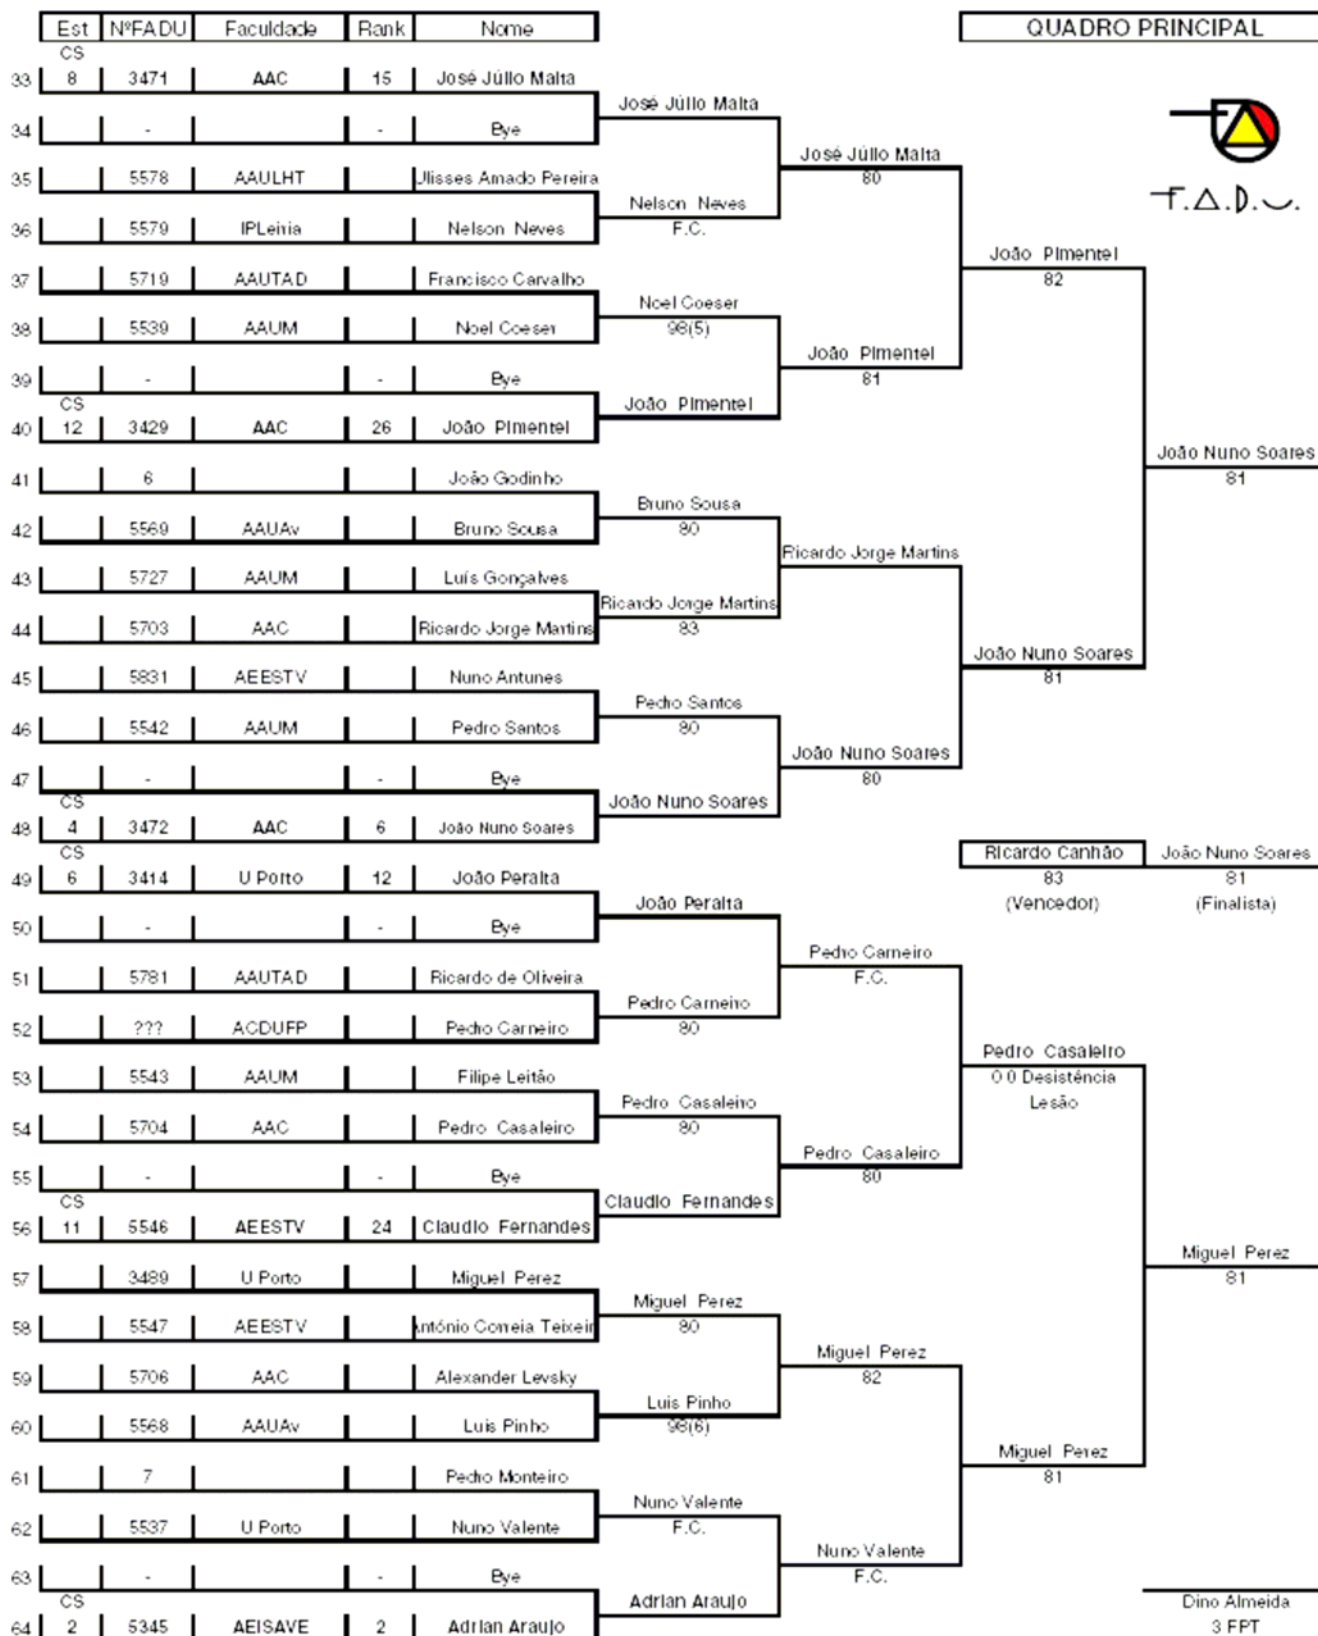 Est NºFADU Faculdade Rank Nome QUADRO PRINCIPAL
CS
33 8 3471 AAC 15 José Júlio Malta
José Júlio Malta
34 - - Bye
José Júlio Malta
80
35 5578 AAULHT Ulisses Amado Pereira
F.A.D.U.
Nelson Neves
F.C.
36 5579 IPLeiria Nelson Neves
João Pimentel
82
37 5719 AAUTAD Francisco Carvalho
Noel Coeser
98(5)
38 5539 AAUM Noel Coeser
João Pimentel
81
39 - - Bye
CS
João Pimentel
40 12 3429 AAC 26 João Pimentel
João Nuno Soares
81
41 6 João Godinho
Bruno Sousa
80
42 5569 AAUAv Bruno Sousa
Ricardo Jorge Martins
43 5727 AAUM Luís Gonçalves
Ricardo Jorge Martins
83
44 5703 AAC Ricardo Jorge Martins
João Nuno Soares
81
45 5831 AEESTV Nuno Antunes
Pedro Santos
80
46 5542 AAUM Pedro Santos
João Nuno Soares
80
47 - - Bye
CS
João Nuno Soares
48 4 3472 AAC 6 João Nuno Soares
CS
Ricardo Canhão João Nuno Soares
83 81
(Vencedor) (Finalista)
49 6 3414 U Porto 12 João Peralta
João Peralta
50 - - Bye
Pedro Carneiro
F.C.
51 5781 AAUTAD Ricardo de Oliveira
Pedro Carneiro
80
52 ??? ACDUFP Pedro Carneiro
Pedro Casaleiro
0 0 Desistência
Lesão
53 5543 AAUM Filipe Leitão
Pedro Casaleiro
80
54 5704 AAC Pedro Casaleiro
Pedro Casaleiro
80
55 - - Bye
CS
Claudio Fernandes
56 11 5546 AEESTV 24 Claudio Fernandes
Miguel Perez
81
57 3489 U Porto Miguel Perez
Miguel Perez
80
58 5547 AEESTV António Correia Teixeir
Miguel Perez
82
59 5706 AAC Alexander Levsky
Luis Pinho
98(6)
60 5568 AAUAv Luis Pinho
Miguel Perez
81
61 7 Pedro Monteiro
Nuno Valente
F.C.
62 5537 U Porto Nuno Valente
Nuno Valente
F.C.
63 - - Bye
CS
Adrian Araujo
64 2 5345 AEISAVE 2 Adrian Araujo
Dino Almeida
3 FPT